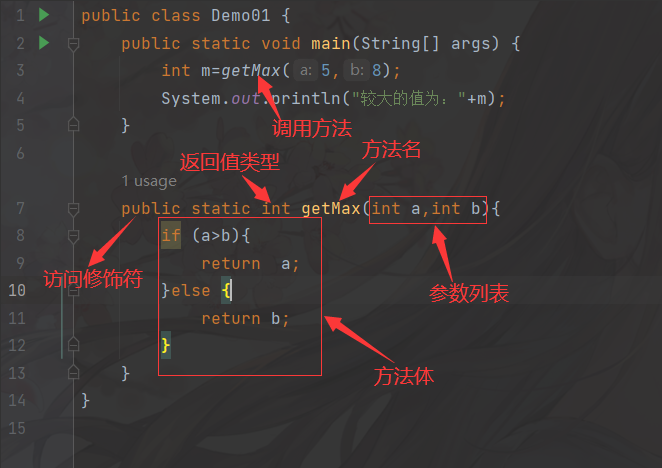 1 public class Demo01 {
2 public static void main(String[] args) {
3 int m=getMax( a: 5, b: 8);
4 System.out.println("较大的值为："+m);
5 }
调用方法
6
返回值类型 方法名
1 usage
7 public static int getMax(int a,int b){
8 if (a>b){
9 return  a;
访问修饰符 参数列表
10 }else {
11 return b;
12 }
13 }
方法体
14 }
15